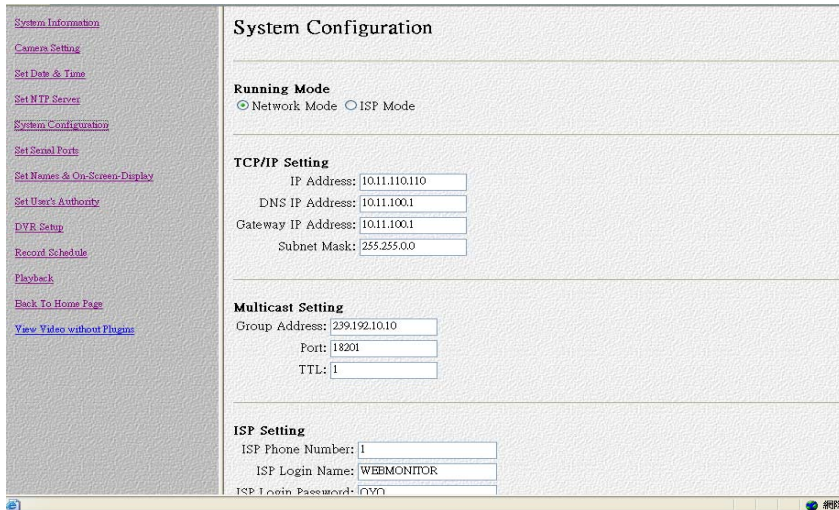 System Information
Camera Setting
Set Date & Time
Set NTP Server
System Configuration
Set Serial Ports
Set Names & On-Screen-Display
Set User's Authority
DVR Setup
Record Schedule
Playback
Back To Home Page
View Video without Plugins
System Configuration
Running Mode
Network Mode ISP Mode
TCP/IP Setting
IP Address: 10.11.110.110
DNS IP Address: 10.11.100.1
Gateway IP Address: 10.11.100.1
Subnet Mask: 255.255.0.0
Multicast Setting
Group Address: 239.192.10.10
Port: 18201
TTL: 1
ISP Setting
ISP Phone Number: 1
ISP Login Name: WEBMONITOR
ISP Login Password: